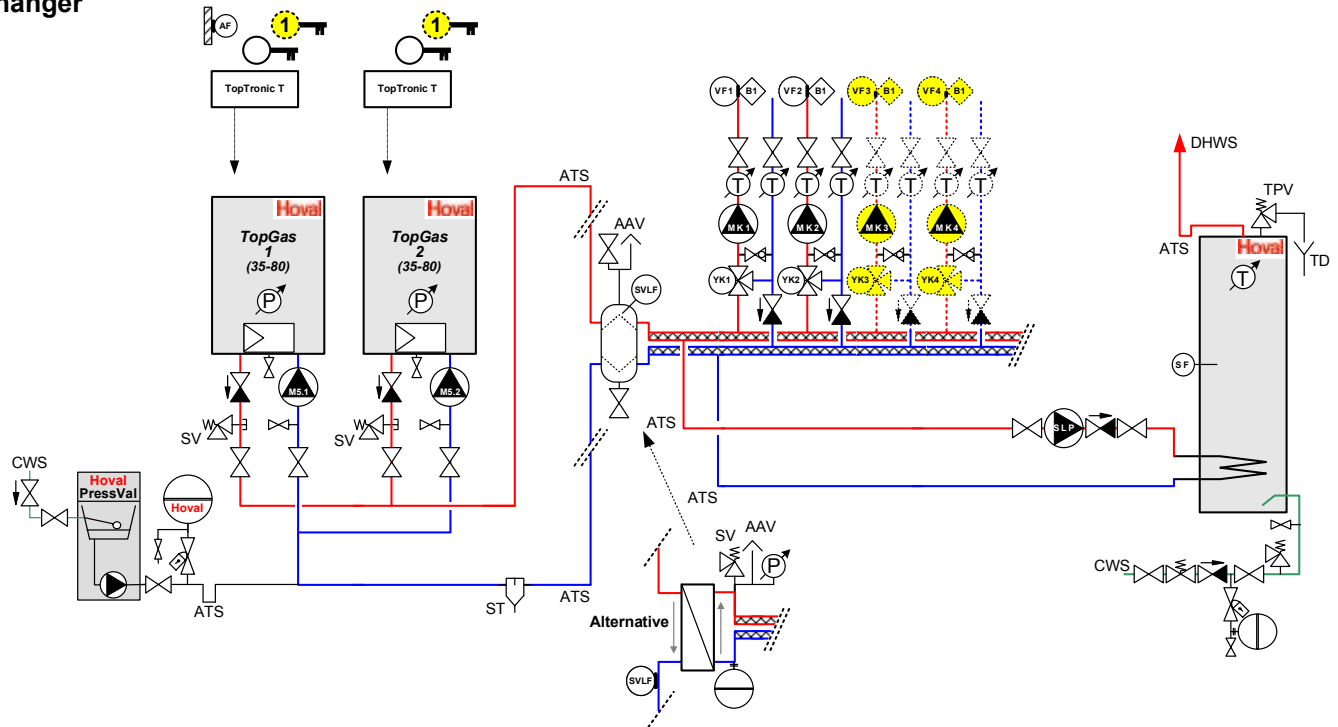 hanger
AF
1
1
TopTronic T
TopTronic T
VF1
B1
VF2
B1
VF3
B1
VF4
B1
DHWS
ATS
AAV
T
T
T
T
T
T
T
T
TPV
Hoval
Hoval
TopGas
1
(35-80)
TopGas
2
(35-80)
MK1
MK2
MK3
MK4
ATS
Hoval
TD
SVLF
YK1
YK2
YK3
YK4
T
P
P
SF
M5.1
M5.2
SV
SV
ATS
SLP
CWS
Hoval
PressVal
Hoval
ATS
ATS
SV
AAV
P
CWS
ATS
ST
ATS
Alternative
SVLF